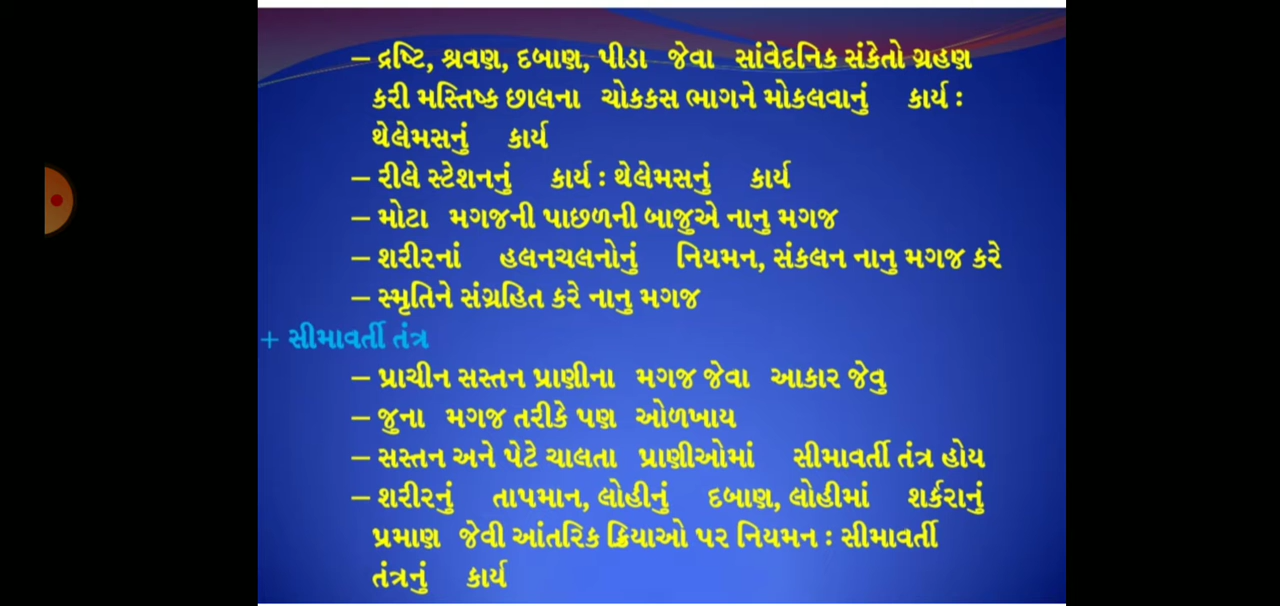 – દ્રષ્ટિ, શ્રવણ, દબાણ, પીડા જેવા સાંવેદનિક સંકેતો ગ્રહણ
કરી મસ્તિષ્ક છાલના ચોકકસ ભાગને મોકલવાનું કાર્ય :
થેલેમસનું કાર્ય
– રીલે સ્ટેશનનું કાર્ય : થેલેમસનું કાર્ય
– મોટા મગજની પાછળની બાજુએ નાનુ મગજ
– શરીરનાં હલનચલનોનું નિયમન, સંકલન નાનુ મગજ કરે
– સ્મૃતિને સંગ્રહિત કરે નાનુ મગજ
+ સીમાવર્તી તંત્ર
– પ્રાચીન સસ્તન પ્રાણીના મગજ જેવા આકાર જેવુ
– જુના મગજ તરીકે પણ ઓળખાય
– સસ્તન અને પેટે ચાલતા પ્રાણીઓમાં સીમાવર્તી તંત્ર હોય
– શરીરનું તાપમાન, લોહીનું દબાણ, લોહીમાં શર્કરાનું
પ્રમાણ જેવી આંતરિક ક્રિયાઓ પર નિયમન : સીમાવર્તી
તંત્રનું કાર્ય